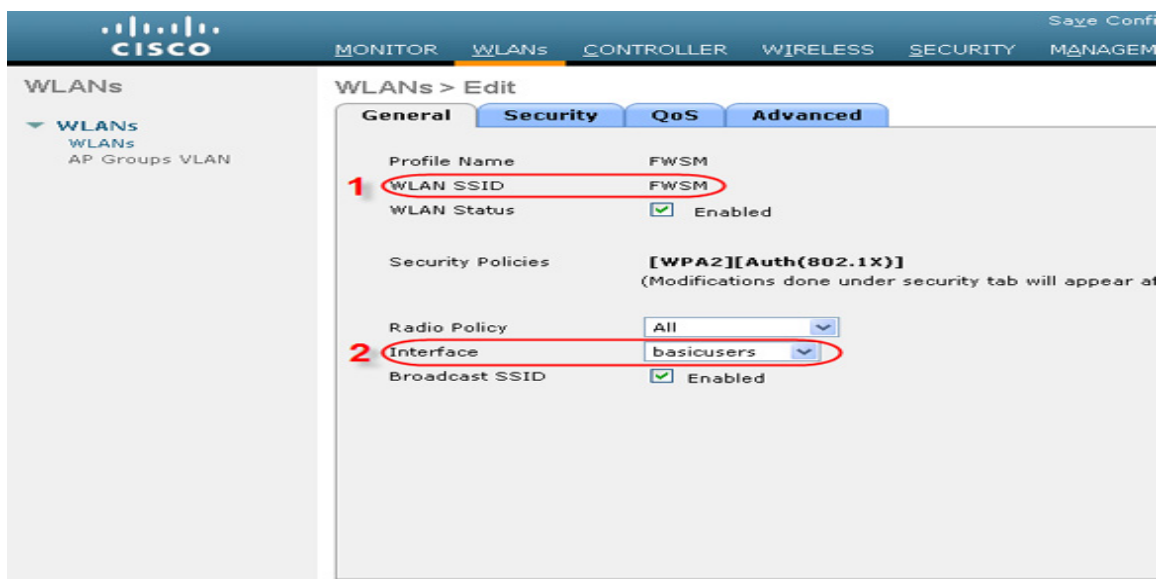 Save Confi
CISCO
MONITOR WLANs CONTROLLER WIRELESS SECURITY MANAGEM
WLANs
WLANs
WLANs
AP Groups VLAN
WLANs > Edit
General Security QoS Advanced
Profile Name FWSM
1 WLAN SSID FWSM
WLAN Status Enabled
Security Policies [WPA2][Auth(802.1X)]
(Modifications done under security tab will appear af
Radio Policy All
2 Interface basicusers
Broadcast SSID Enabled